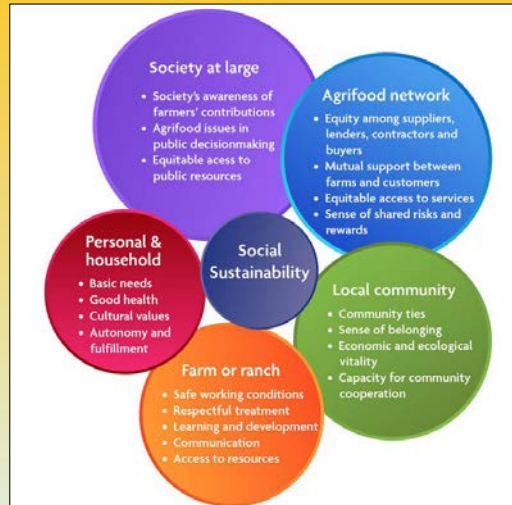 Society at large
• Society's awareness of
farmers' contributions
• Agrifood issues in
public decisionmaking
• Equitable acess to
public resources
Agrifood network
• Equity among suppliers,
lenders, contractors and
buyers
• Mutual support between
farms and customers
• Equitable access to services
• Sense of shared risks and
rewards
Personal &
household
• Basic needs
• Good health
• Cultural values
• Autonomy and
fulfillment
Social
Sustainability
Local community
• Community ties
• Sense of belonging
• Economic and ecological
vitality
• Capacity for community
cooperation
Farm or ranch
• Safe working conditions
• Respectful treatment
• Learning and development
• Communication
• Access to resources